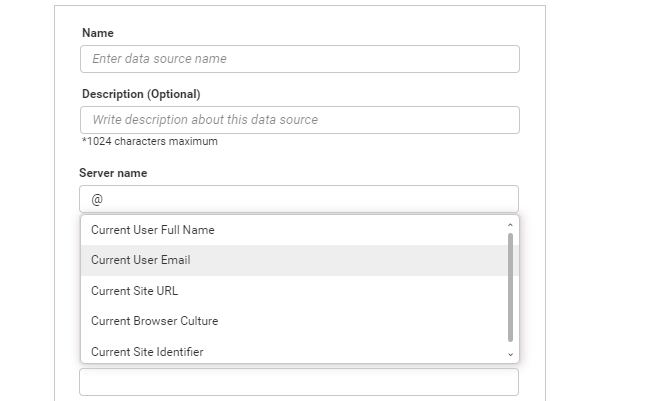 Name
Enter data source name
Description (Optional)
Write description about this data source
*1024 characters maximum
Server name
@
Current User Full Name
Current User Email
Current Site URL
Current Browser Culture
Current Site Identifier